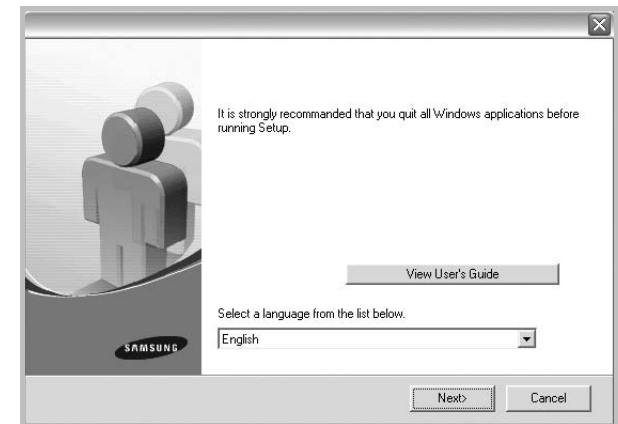 It is strongly recommanded that you quit all Windows applications before
running Setup.
View User's Guide
Select a language from the list below.
English
SAMSUNG
Next>
Cancel